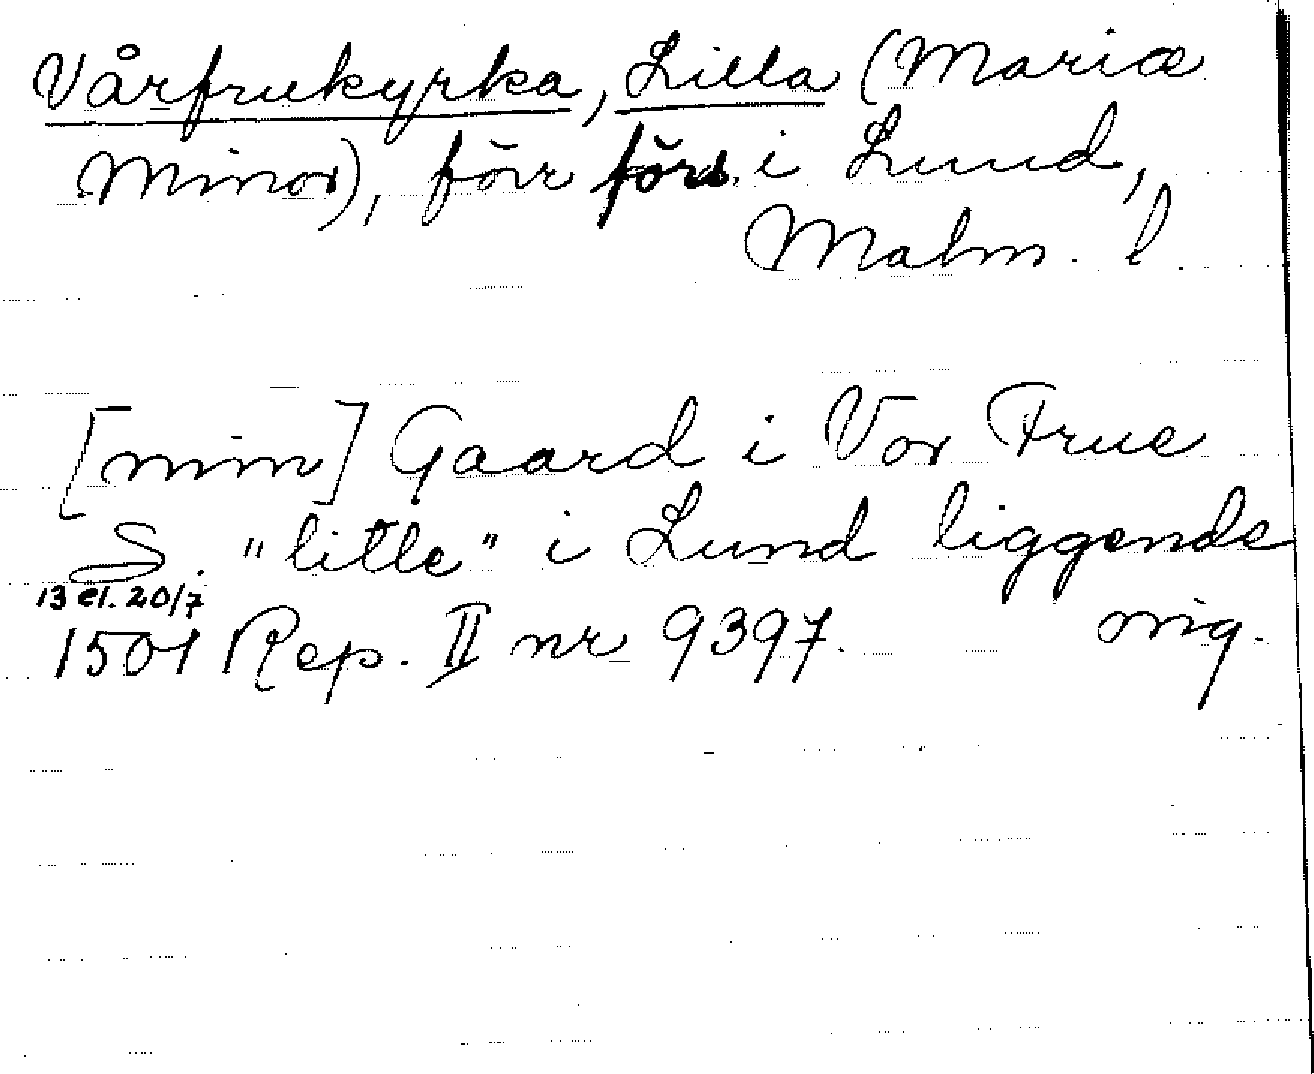 Vårfrukyrka, Lilla (Mariæ
Minor), förr förs. i Lund,
Malm. l.
[min] Gaard i Vor Frue
S. "litle" i Lund liggende
13 el. 20/7
1501 Rep. II nr 9397. orig.